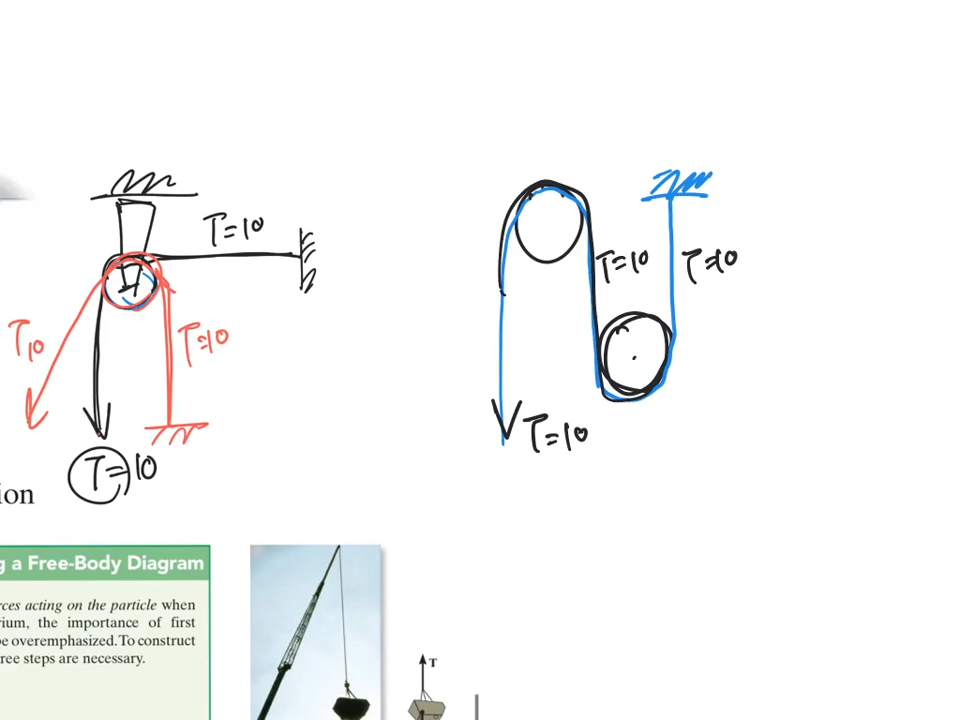 T=10
T=10
T=10
T10
T=10
T=10
T=10
T=10
ion
g a Free-Body Diagram
rces acting on the particle when
rium, the importance of first
be overemphasized. To construct
ree steps are necessary.
T